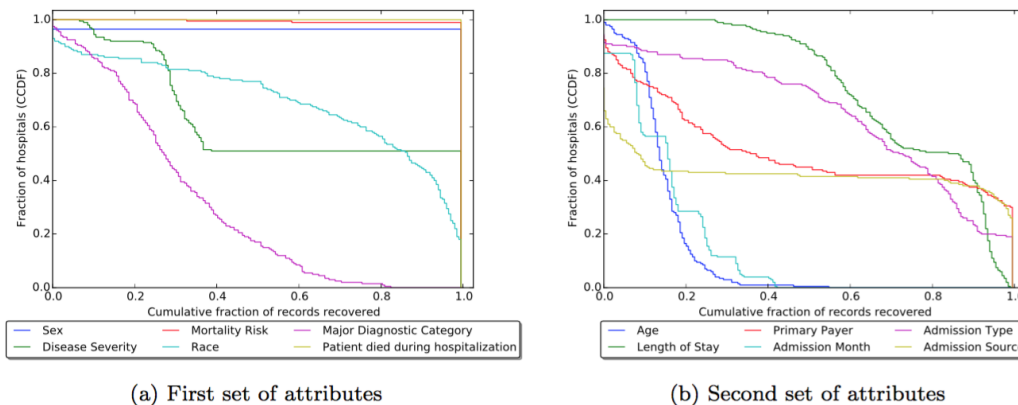 1.0
0.8
0.6
0.4
0.2
0.0
Fraction of hospitals (CCDF)
0.0 0.2 0.4 0.6 0.8 1.0
Cumulative fraction of records recovered
Sex Mortality Risk Major Diagnostic Category
Disease Severity Race Patient died during hospitalization
(a) First set of attributes
1.0
0.8
0.6
0.4
0.2
0.0
Fraction of hospitals (CCDF)
0.0 0.2 0.4 0.6 0.8 1.0
Cumulative fraction of records recovered
Age Primary Payer Admission Type
Length of Stay Admission Month Admission Source
(b) Second set of attributes